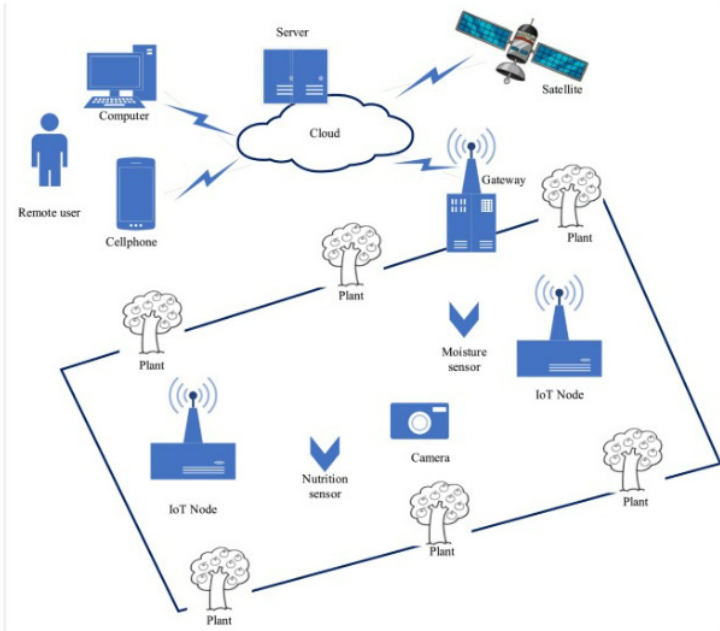 Server
Satellite
Computer
Cloud
Gateway
Remote user
Cellphone
Plant
Plant
Plant
Moisture
sensor
IoT Node
Camera
Nutrition
sensor
IoT Node
Plant
Plant
Plant